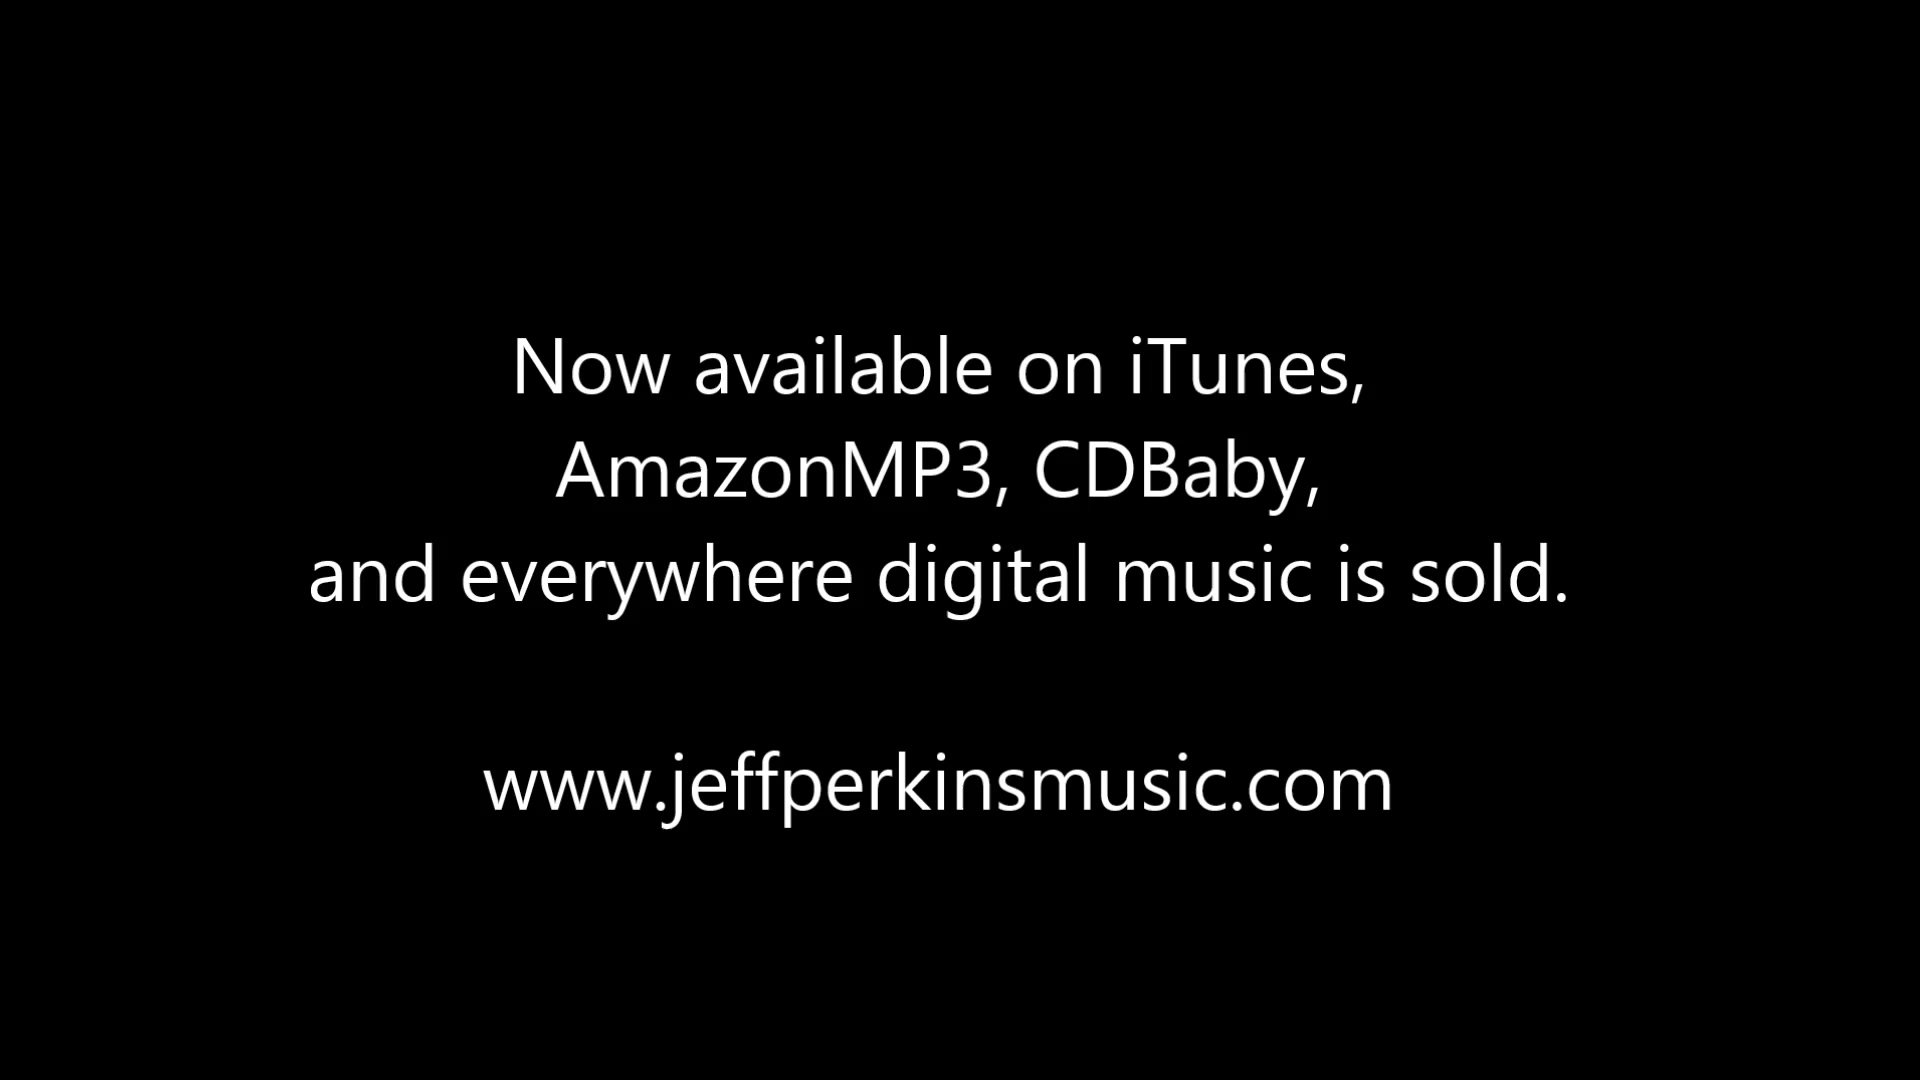 Now available on iTunes,
AmazonMP3, CDBaby,
and everywhere digital music is sold.
www.jeffperkinsmusic.com